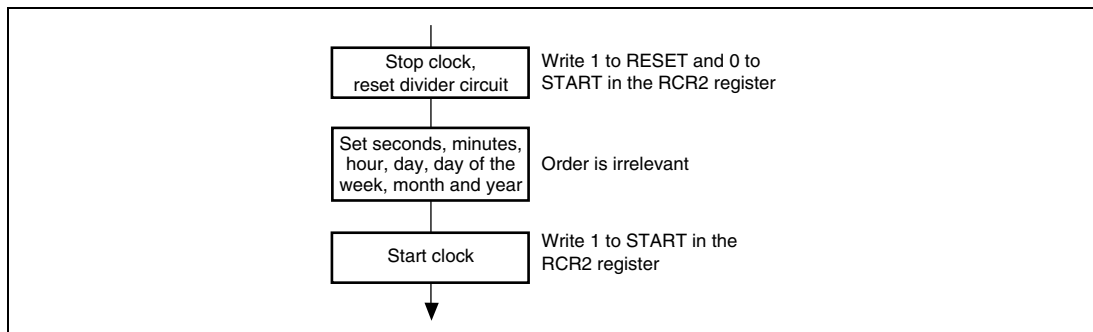 Stop clock,
reset divider circuit
Write 1 to RESET and 0 to
START in the RCR2 register
Set seconds, minutes,
hour, day, day of the
week, month and year
Order is irrelevant
Start clock
Write 1 to START in the
RCR2 register